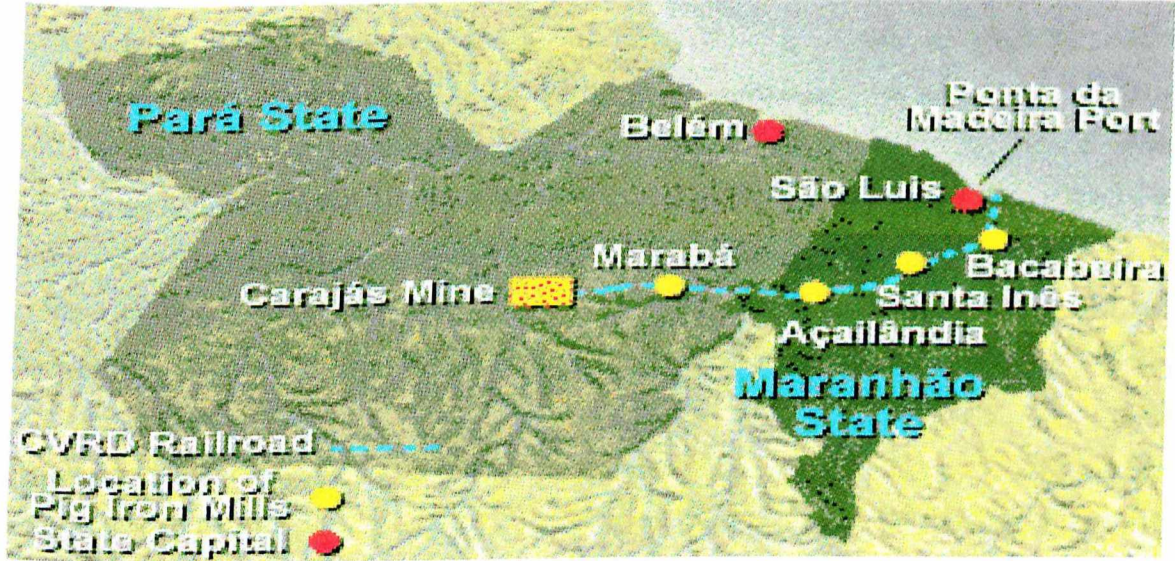 Pará State
Belém
Ponta da
Madeira Port
São Luis
Marabá
Carajás Mine
Bacabeira
Santa Inês
Açailândia
Maranhão
State
CVRD Railroad
Location of
Pig Iron Mills
State Capital